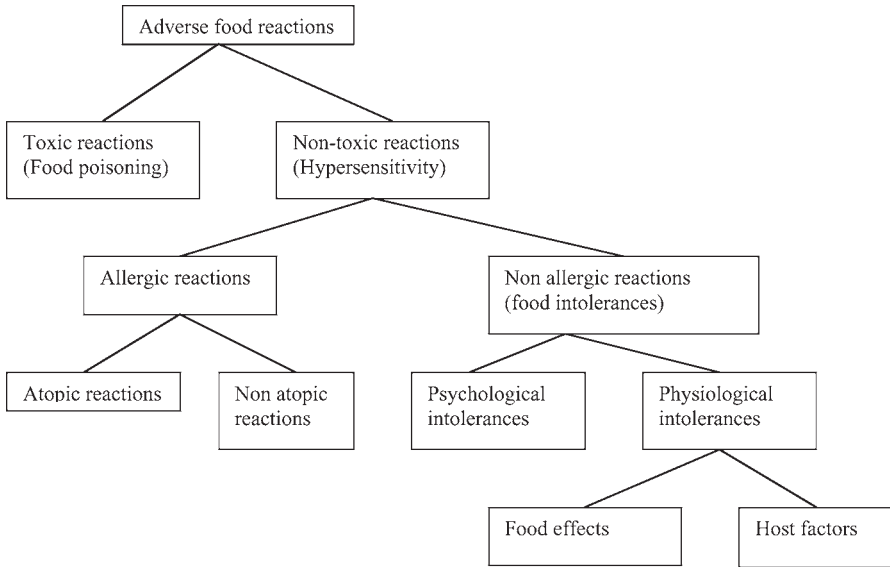 Adverse food reactions
Toxic reactions
(Food poisoning)
Non-toxic reactions
(Hypersensitivity)
Allergic reactions
Non allergic reactions
(food intolerances)
Atopic reactions
Non atopic
reactions
Psychological
intolerances
Physiological
intolerances
Food effects
Host factors